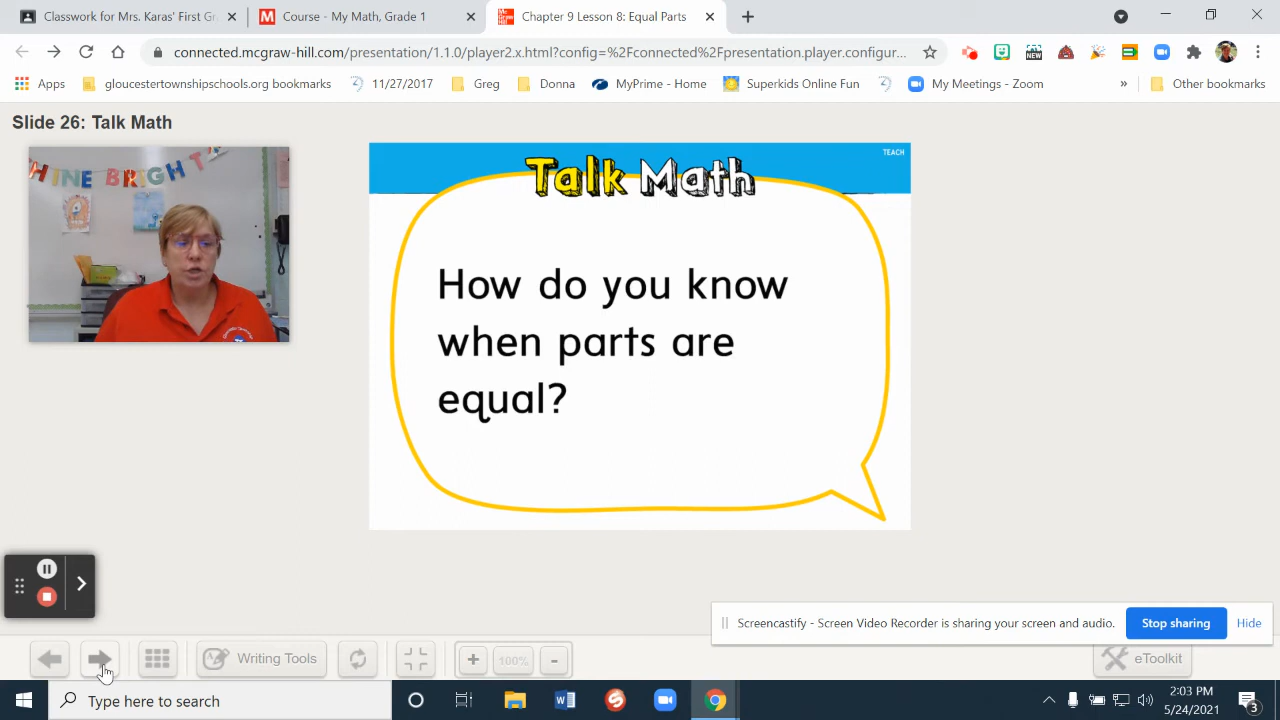 Classwork for Mrs. Karas' First Gr
Course - My Math, Grade 1
Chapter 9 Lesson 8: Equal Parts
connected.mcgraw-hill.com/presentation/1.1.0/player2.x.html?config=%2Fconnected%2Fpresentation.player.configur...
NEW
Apps
gloucestertownshipschools.org bookmarks
11/27/2017
Greg
Donna
MyPrime - Home
Superkids Online Fun
My Meetings - Zoom
»
Other bookmarks
Slide 26: Talk Math
HINE BRIGHT
TEACH
Talk Math
How do you know
when parts are
equal?
Screencastify - Screen Video Recorder is sharing your screen and audio.
Stop sharing
Hide
Writing Tools
+
100%
-
eToolkit
Type here to search
2:03 PM
5/24/2021
3